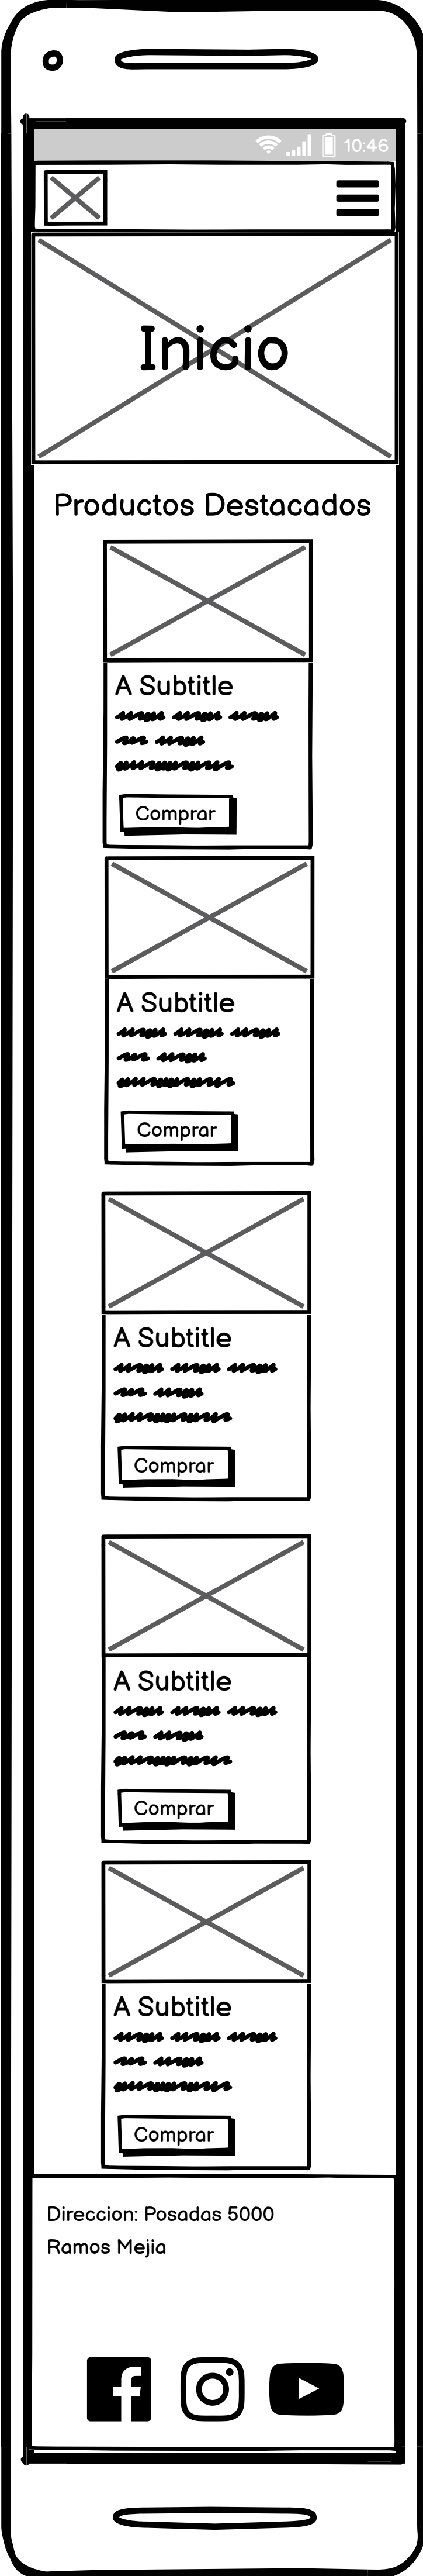 10:46
Inicio
Productos Destacados
A Subtitle
Comprar
A Subtitle
Comprar
A Subtitle
Comprar
A Subtitle
Comprar
A Subtitle
Comprar
Direccion: Posadas 5000
Ramos Mejia